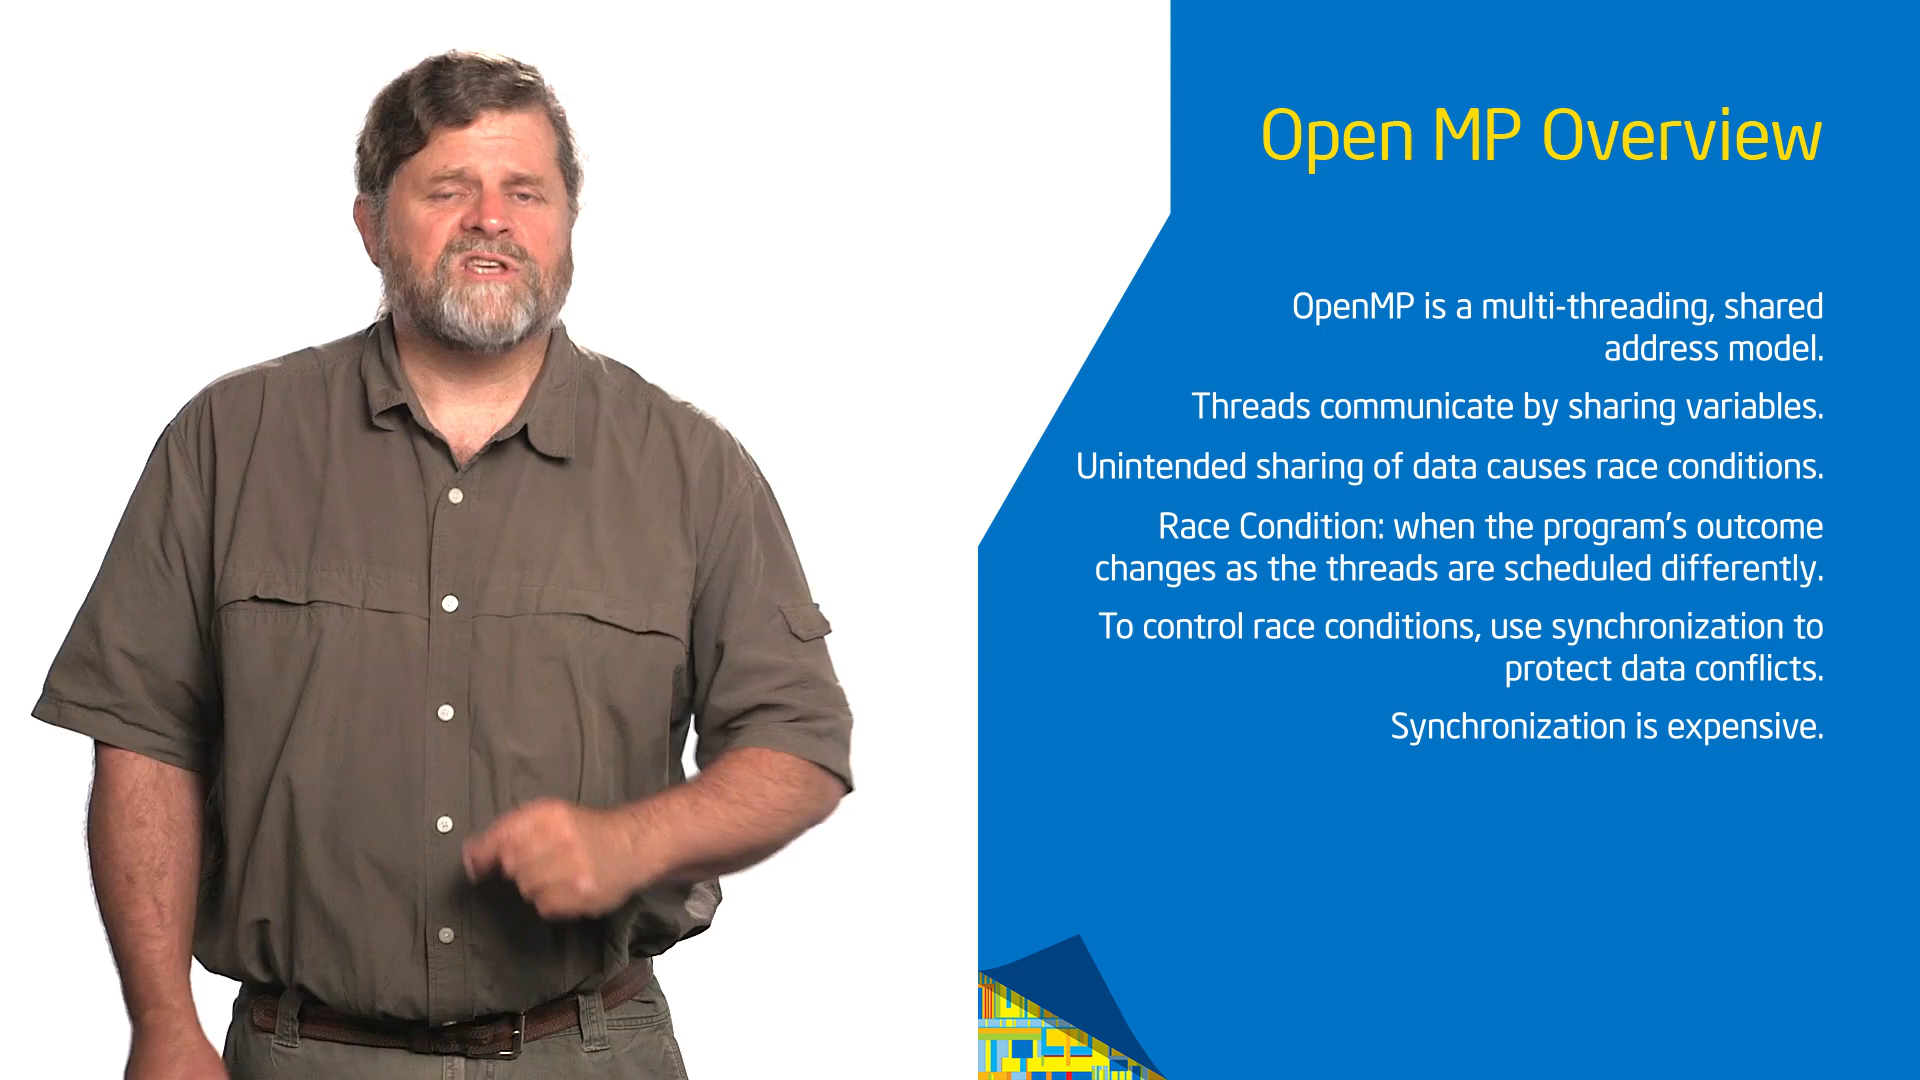 Open MP Overview
OpenMP is a multi-threading, shared
address model.
Threads communicate by sharing variables.
Unintended sharing of data causes race conditions.
Race Condition: when the program’s outcome
changes as the threads are scheduled differently.
To control race conditions, use synchronization to
protect data conflicts.
Synchronization is expensive.